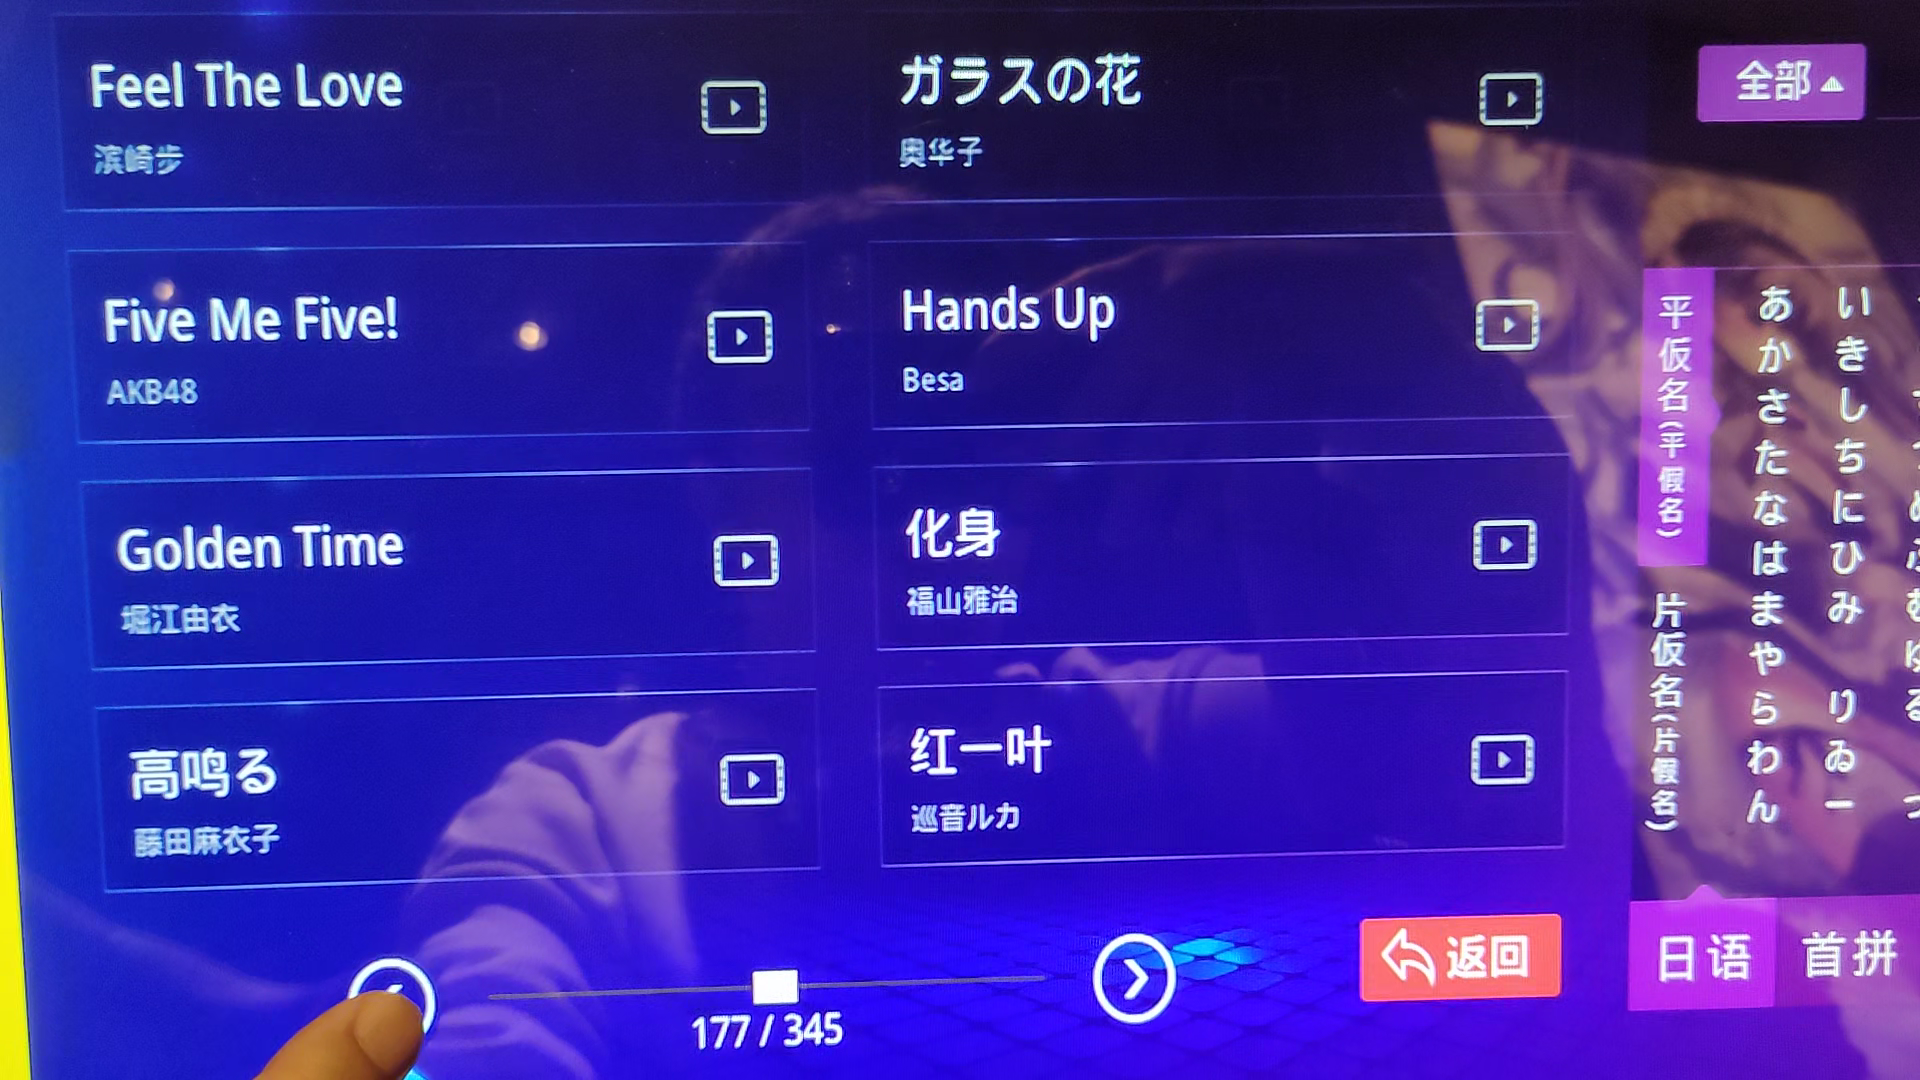 Feel The Love
滨崎步
ガラスの花
奥华子
Five Me Five!
AKB48
Hands Up
Besa
Golden Time
堀江由衣
化身
福山雅治
高鸣る
藤田麻衣子
红一叶
巡音ルカ
177 / 345
返回
全部
平仮名(平假名)
片仮名(片假名)
あかさたなはまやらわん
いきしちにひみ りゐー
日语
首拼